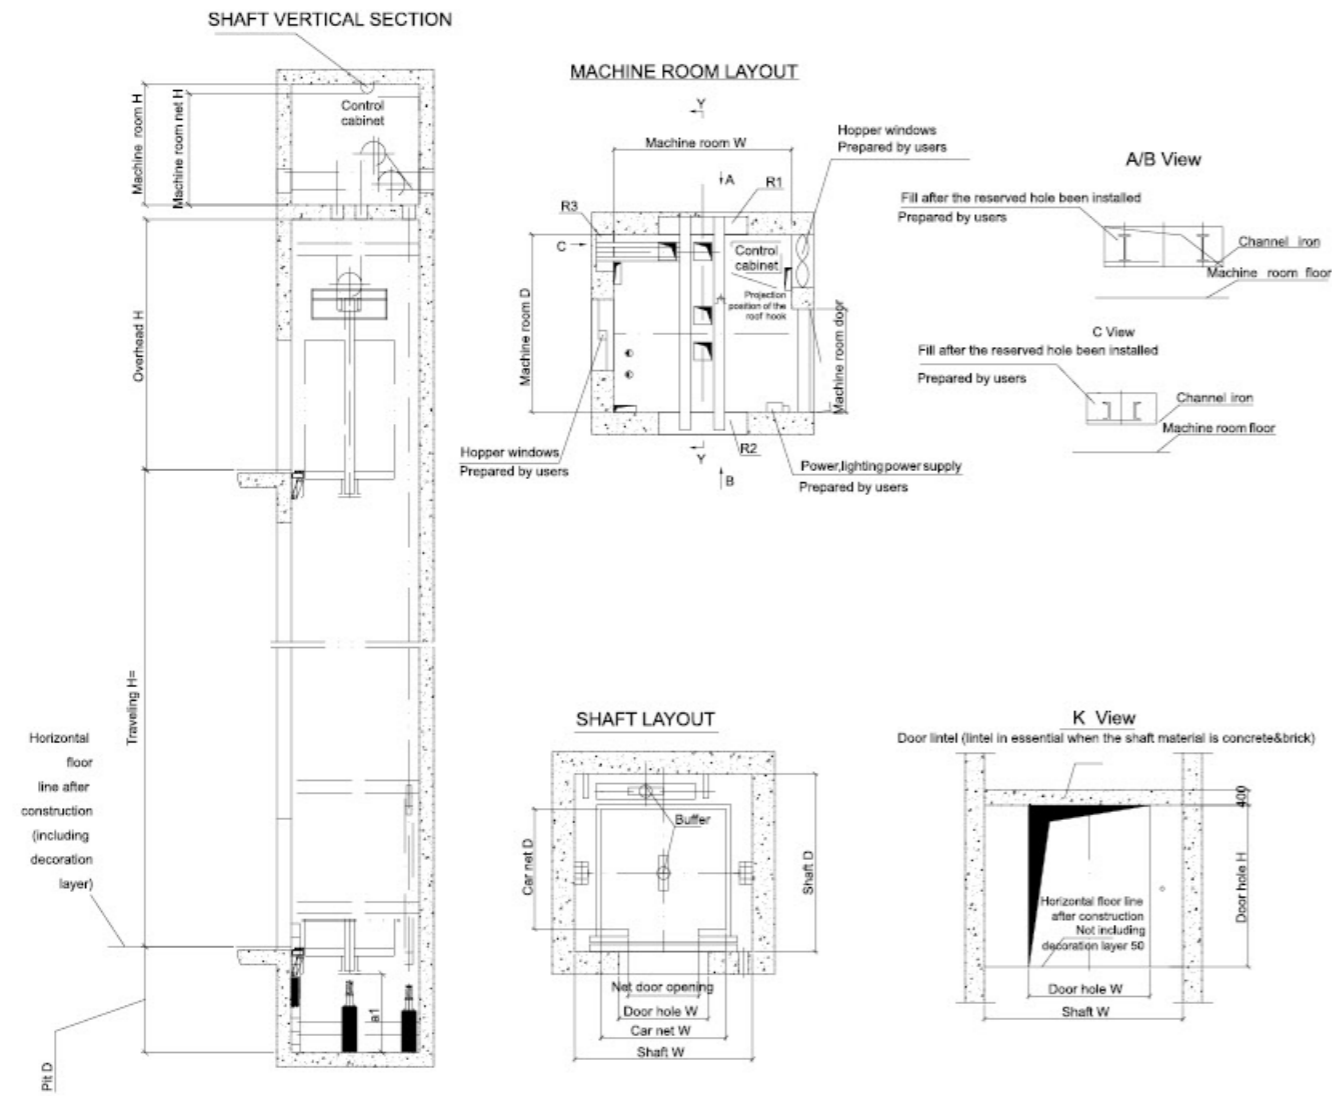 SHAFT VERTICAL SECTION
Machine room H
Machine room net H
Control
cabinet
Overhead H
Traveling H=
Horizontal
floor
line after
construction
(including
decoration
layer)
Pit D
a1
MACHINE ROOM LAYOUT
Y
Machine room W
A
R1
R3
C
Hopper windows
Prepared by users
Control
cabinet
A
Projection
position of the
roof hook
Machine room D
Machine room door
Hopper windows
Prepared by users
Y
R2
B
Power,lighting power supply
Prepared by users
A/B View
Fill after the reserved hole been installed
Prepared by users
Channel iron
Machine room floor
C View
Fill after the reserved hole been installed
Prepared by users
Channel iron
Machine room floor
SHAFT LAYOUT
Buffer
Car net D
Shaft D
Net door opening
Door hole W
Car net W
Shaft W
K View
Door lintel (lintel in essential when the shaft material is concrete&brick)
400
Door hole H
Horizontal floor line
after construction
Not including
decoration layer 50
Door hole W
Shaft W